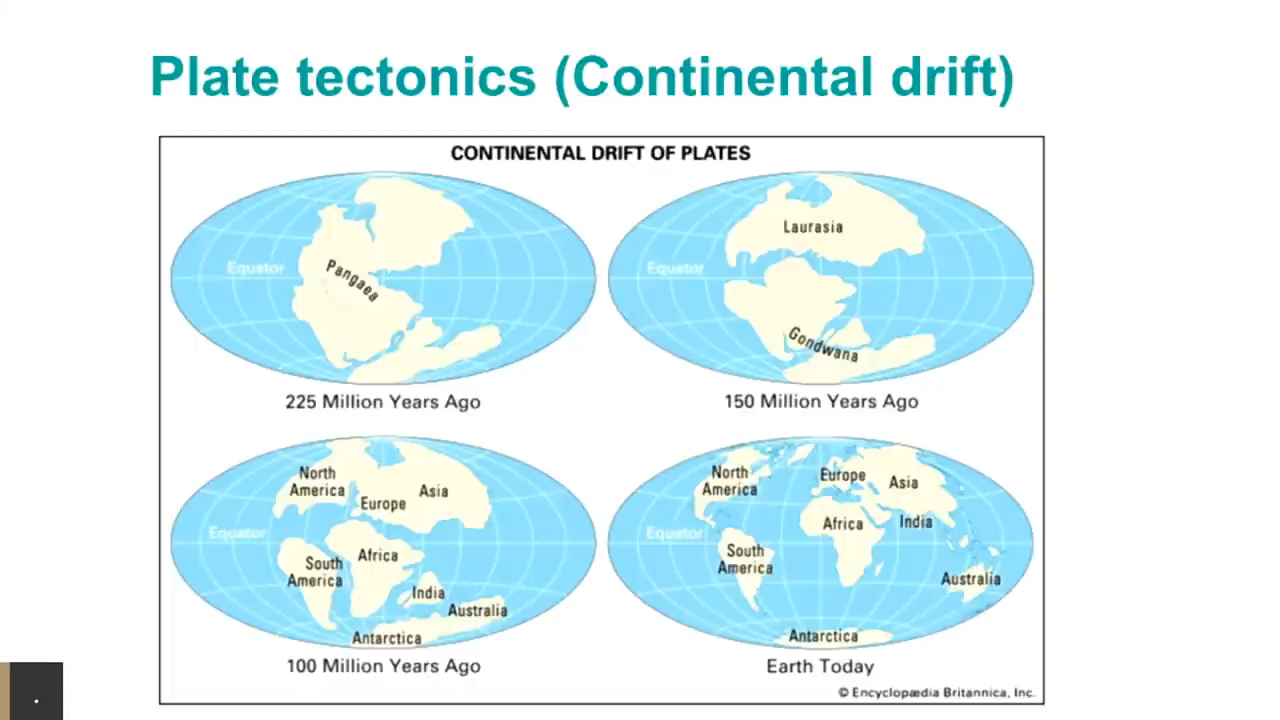 Plate tectonics (Continental drift)
CONTINENTAL DRIFT OF PLATES
Equator
Pangaea
225 Million Years Ago
Laurasia
Equator
Gondwana
150 Million Years Ago
North
America
Asia
Europe
Equator
Africa
South
America
India
Australia
Antarctica
100 Million Years Ago
North
America
Europe
Asia
Africa
India
Equator
South
America
Australia
Antarctica
Earth Today
© Encyclopædia Britannica, Inc.
.